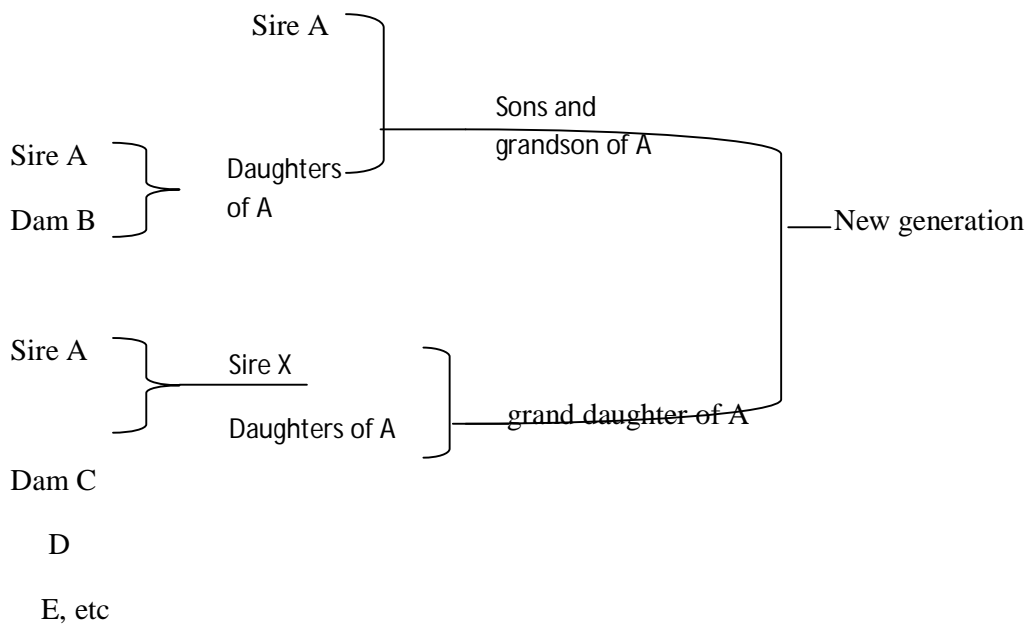 Sire A
Sons and
grandson of A
Sire A
Daughters
of A
Dam B
New generation
Sire A
Sire X
grand daughter of A
Daughters of A
Dam C
D
E, etc